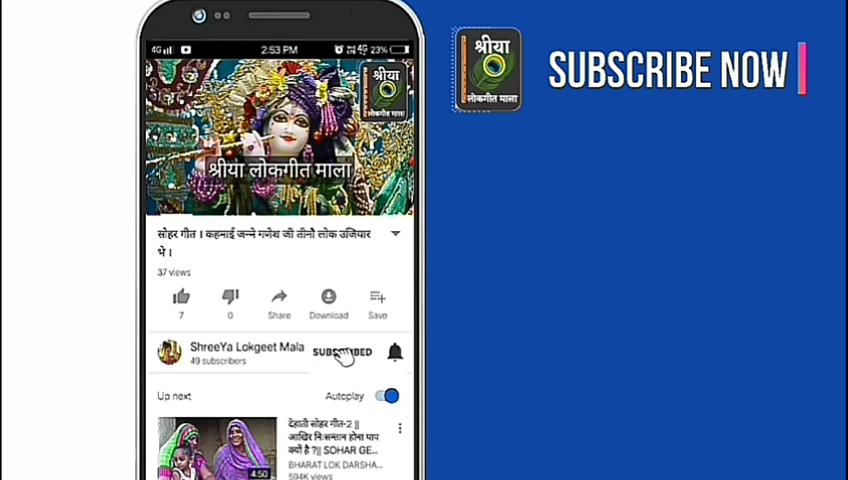 श्रीया
लोकगीत माला
SUBSCRIBE NOW
4G
2:53 PM
4G 23%
श्रीया
लोकगीत माला
श्रीया लोकगीत माला
सोहर गीत । कहमाई जन्मे गणेश जी तीनौ लोक उजियार
भे ।
37 views
7
0
Share
Download
Save
ShreeYa Lokgeet Mala
SUBSCRIBED
49 subscribers
Up next
Autoplay
देहाती सोहर गीत-2 ||
आखिर निःसन्तान होना पाप
क्यों है ?|| SOHAR GE...
BHARAT LOK DARSHA...
594K views
4:50